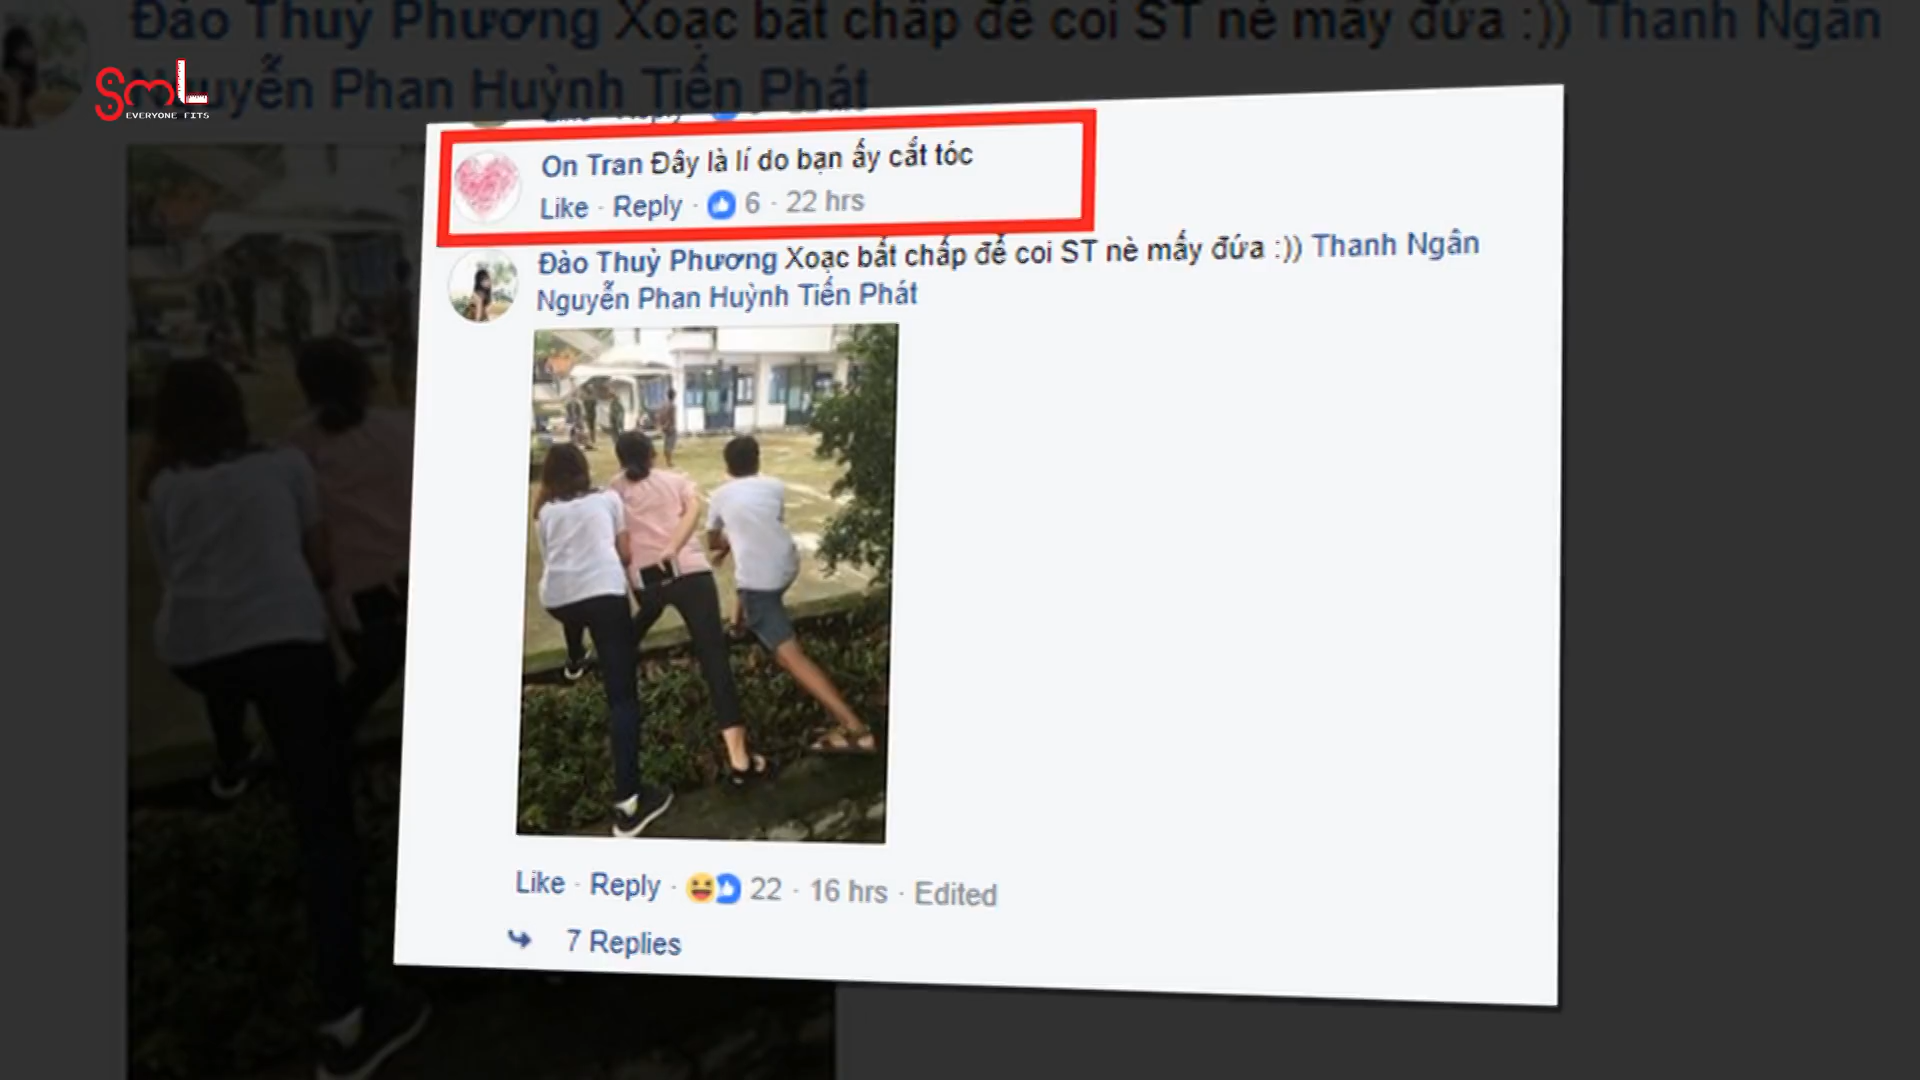 Đào Thuỳ Phương Xoạc bất chấp để coi ST nè mấy đứa :)) Thanh Ngân
Nguyễn Phan Huỳnh Tiến Phát
SML
EVERYONE FITS
On Tran Đây là lí do bạn ấy cắt tóc
Like · Reply · 6 · 22 hrs
Đào Thuỳ Phương Xoạc bất chấp để coi ST nè mấy đứa :)) Thanh Ngân
Nguyễn Phan Huỳnh Tiến Phát
Like · Reply · 22 · 16 hrs · Edited
7 Replies